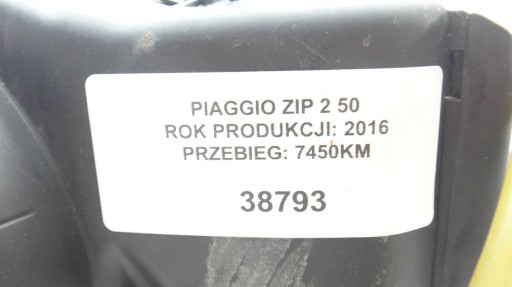 PIAGGIO ZIP 2 50
ROK PRODUKCJI: 2016
PRZEBIEG: 7450KM
38793